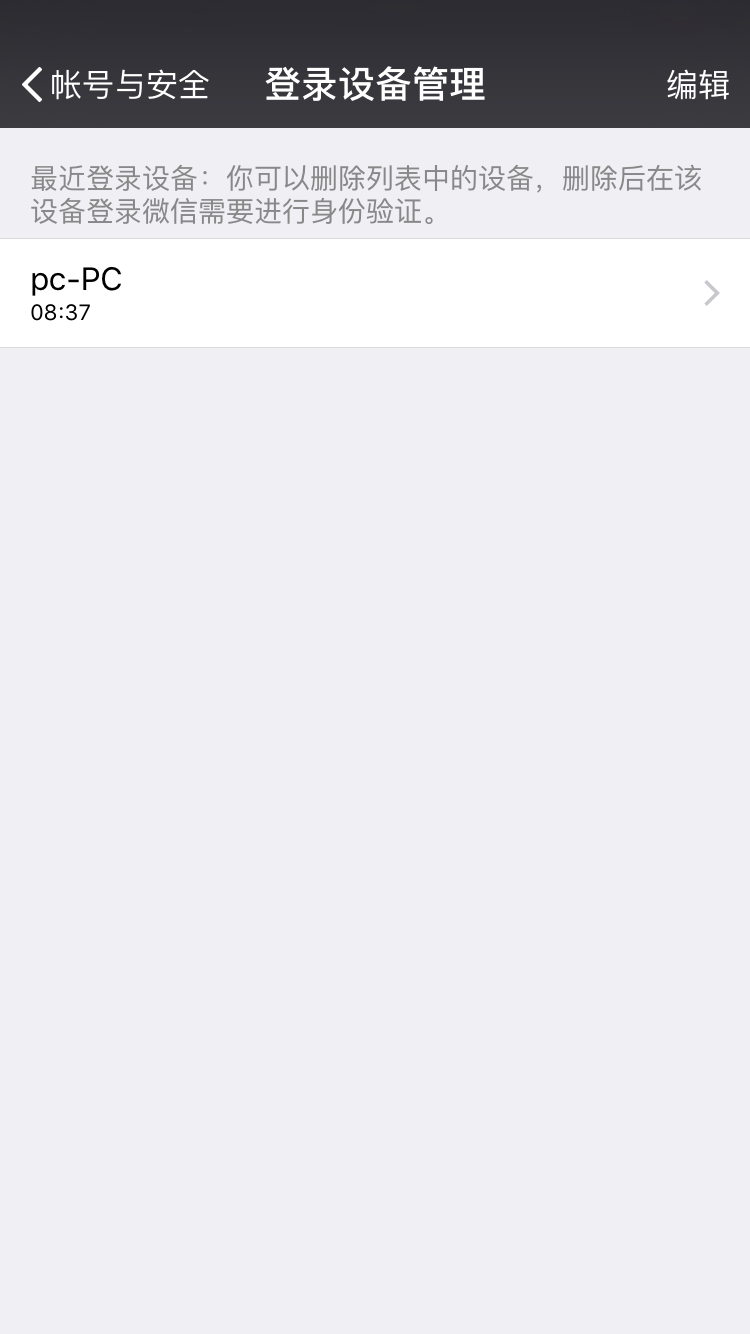 帐号与安全 登录设备管理 编辑
最近登录设备：你可以删除列表中的设备，删除后在该
设备登录微信需要进行身份验证。
pc-PC
08:37